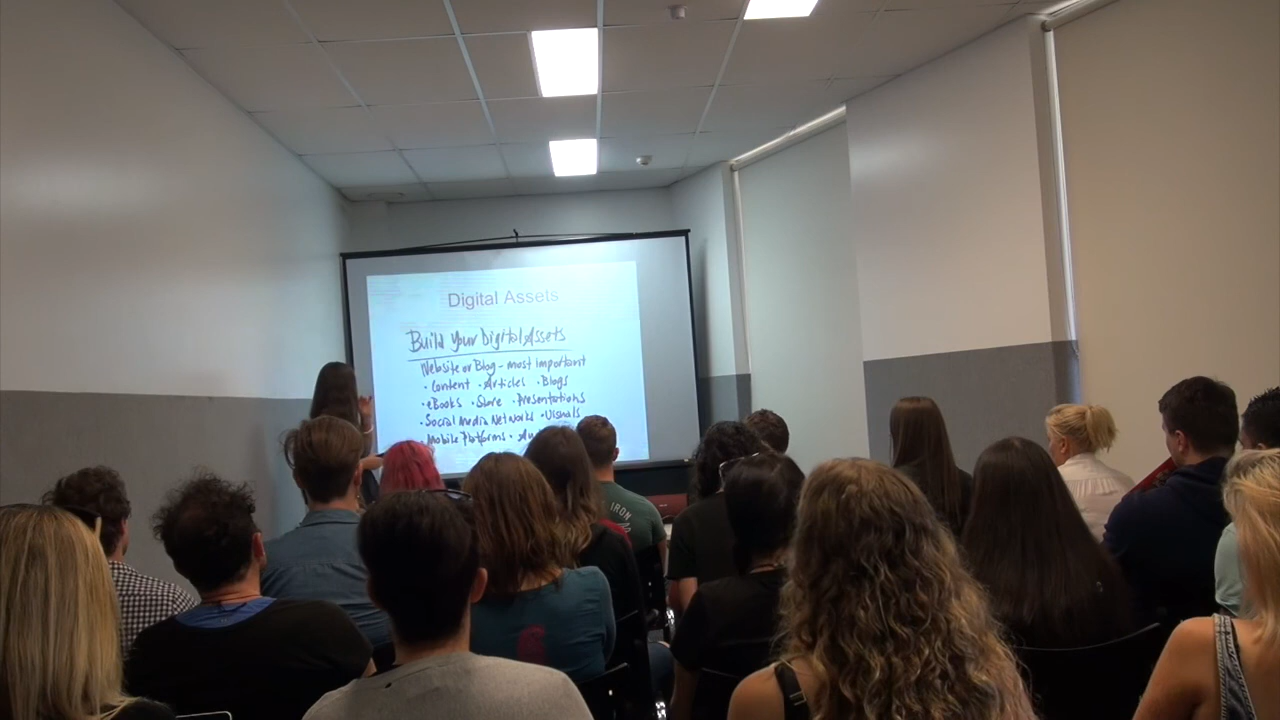 Digital Assets
Build Your Digital Assets
Website or Blog - most important
• Content • Articles • Blogs
• eBooks • Store • Presentations
• Social Media Networks • Visuals
• Mobile Platforms •
IRON